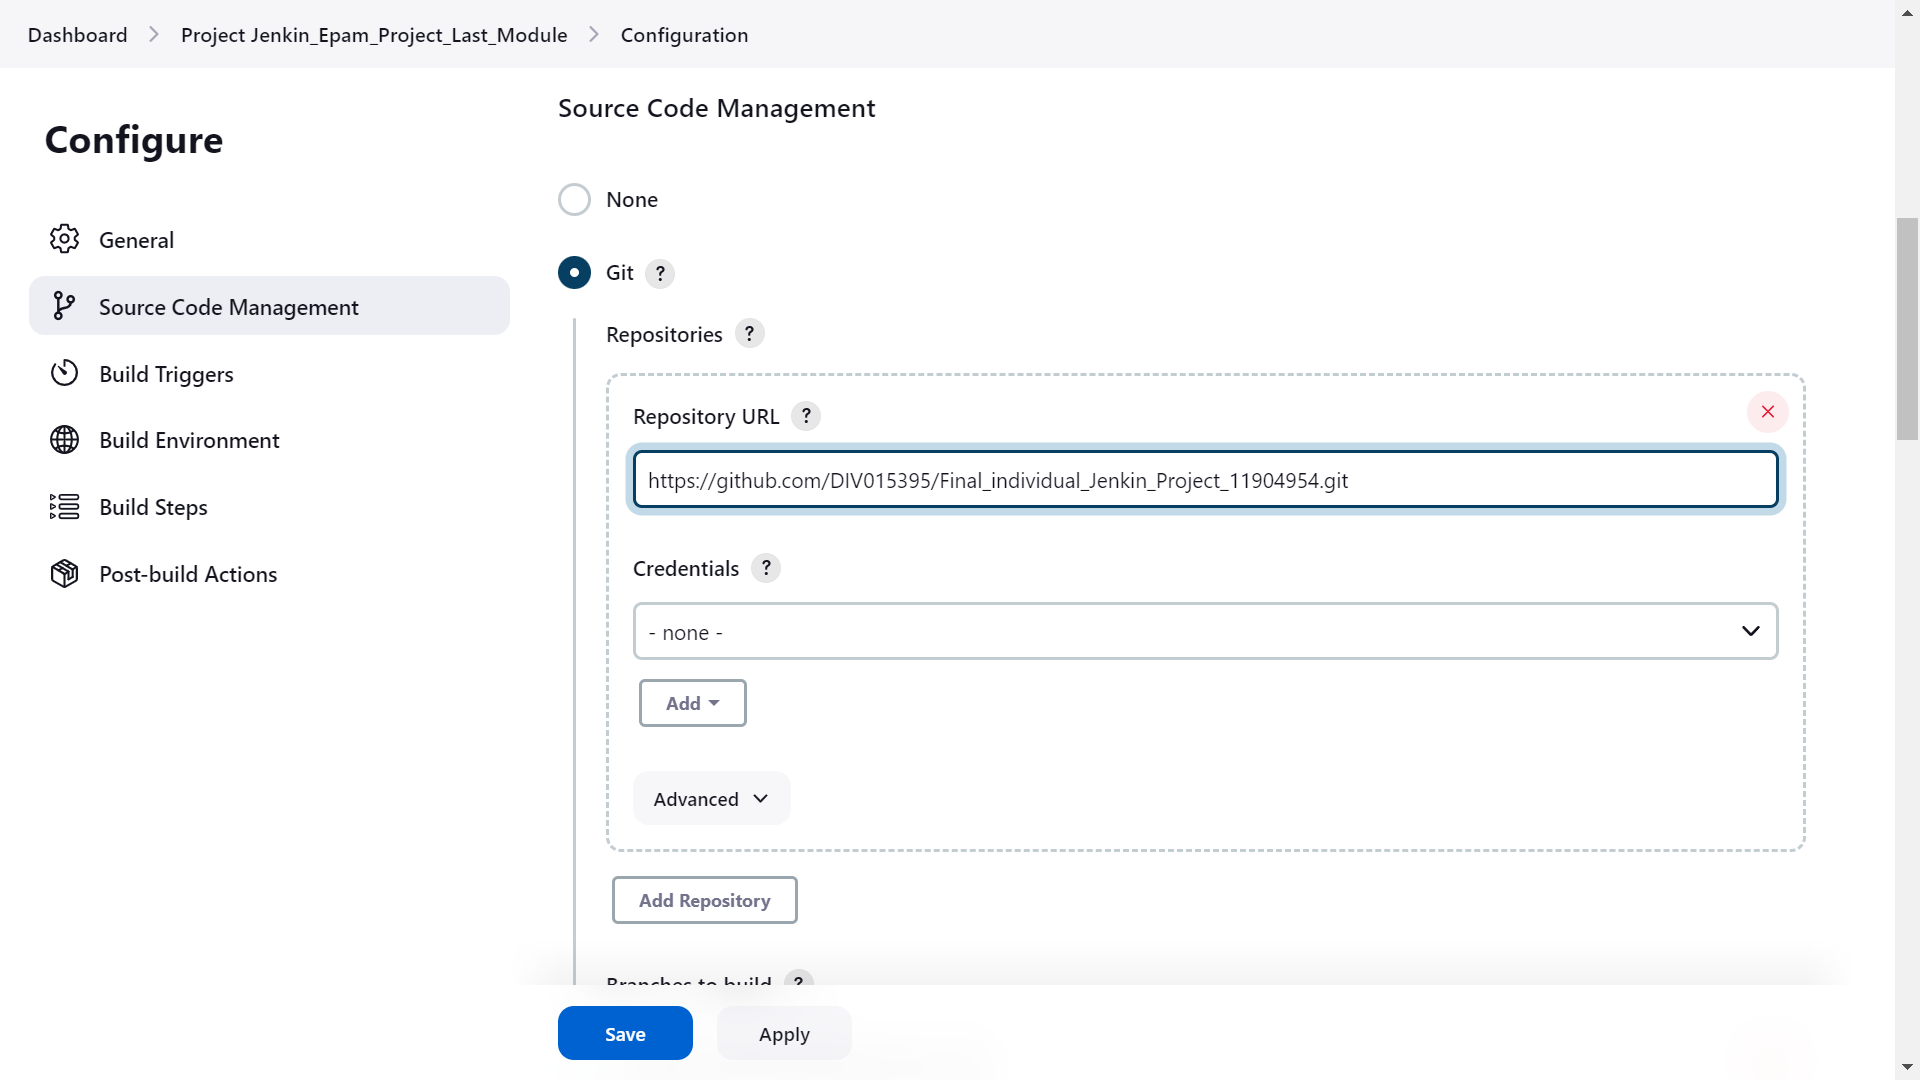 Dashboard > Project Jenkin_Epam_Project_Last_Module > Configuration
Configure
General
Source Code Management
Build Triggers
Build Environment
Build Steps
Post-build Actions
Source Code Management
None
Git ?
Repositories ?
Repository URL ?
https://github.com/DIV015395/Final_individual_Jenkin_Project_11904954.git
Credentials ?
- none -
Add
Advanced
Add Repository
Branches to build ?
Save
Apply